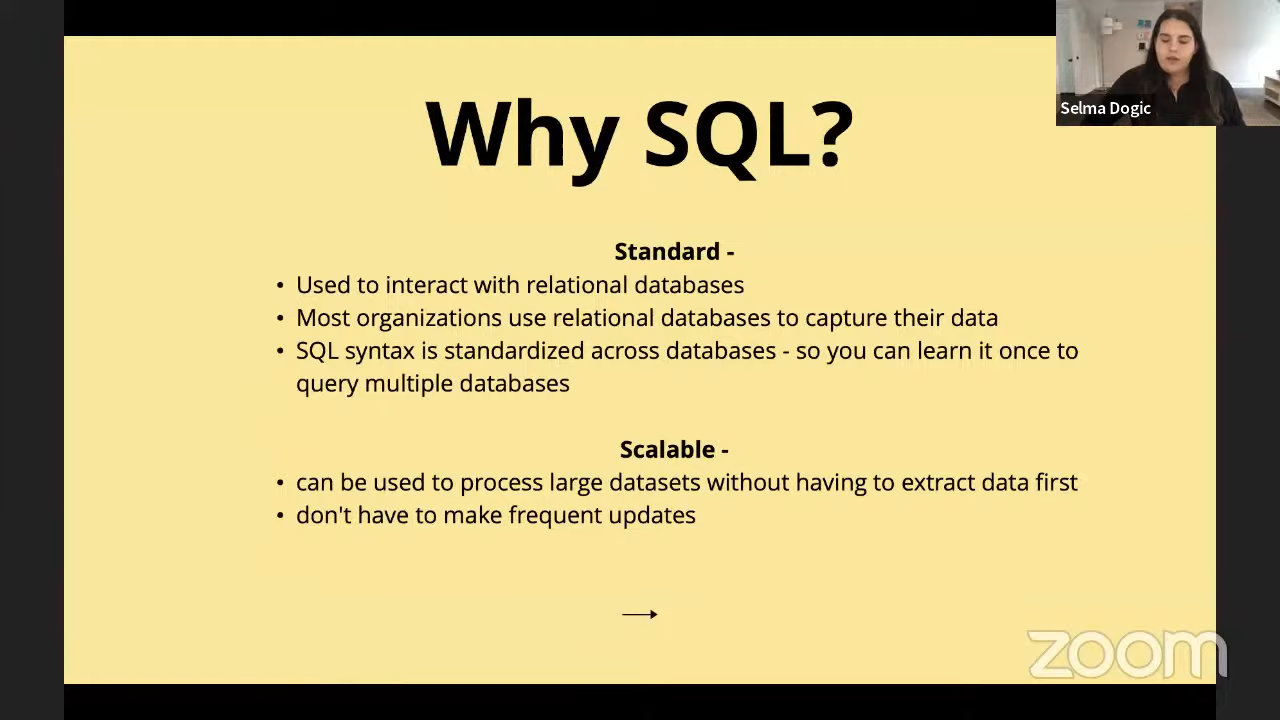 Selma Dogic
Why SQL?
Standard -
• Used to interact with relational databases
• Most organizations use relational databases to capture their data
• SQL syntax is standardized across databases - so you can learn it once to
query multiple databases
Scalable -
• can be used to process large datasets without having to extract data first
• don't have to make frequent updates
zoom